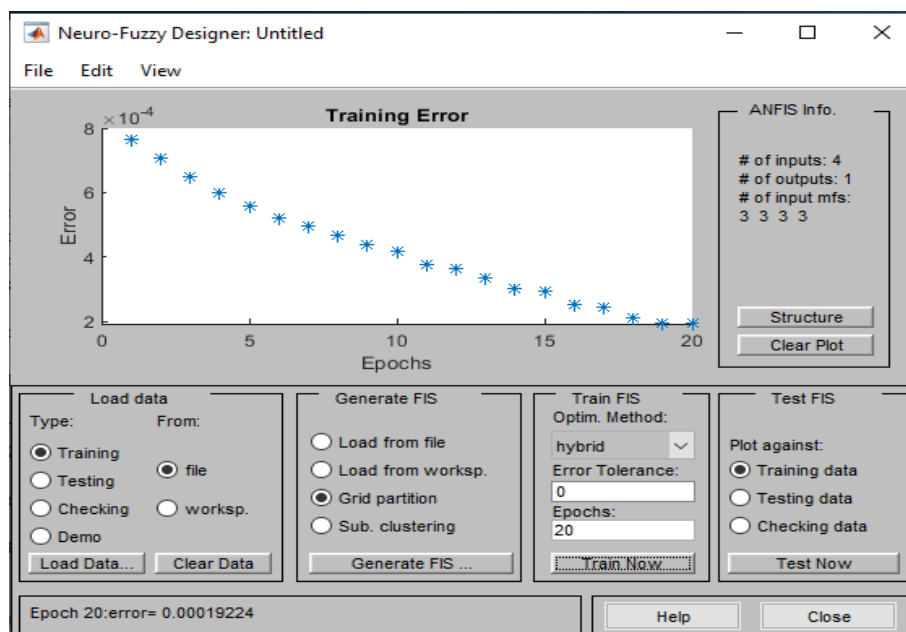 Neuro-Fuzzy Designer: Untitled
File Edit View
×10⁻⁴
Training Error
8
6
4
2
Error
0 5 10 15 20
Epochs
ANFIS Info.
# of inputs: 4
# of outputs: 1
# of input mfs:
3 3 3 3
Structure
Clear Plot
Load data
Type: From:
Training
Testing
Checking
Demo
file
worksp.
Load Data... Clear Data
Generate FIS
Load from file
Load from worksp.
Grid partition
Sub. clustering
Generate FIS ...
Train FIS
Optim. Method:
hybrid
Error Tolerance:
0
Epochs:
20
Train Now
Test FIS
Plot against:
Training data
Testing data
Checking data
Test Now
Epoch 20:error= 0.00019224
Help Close